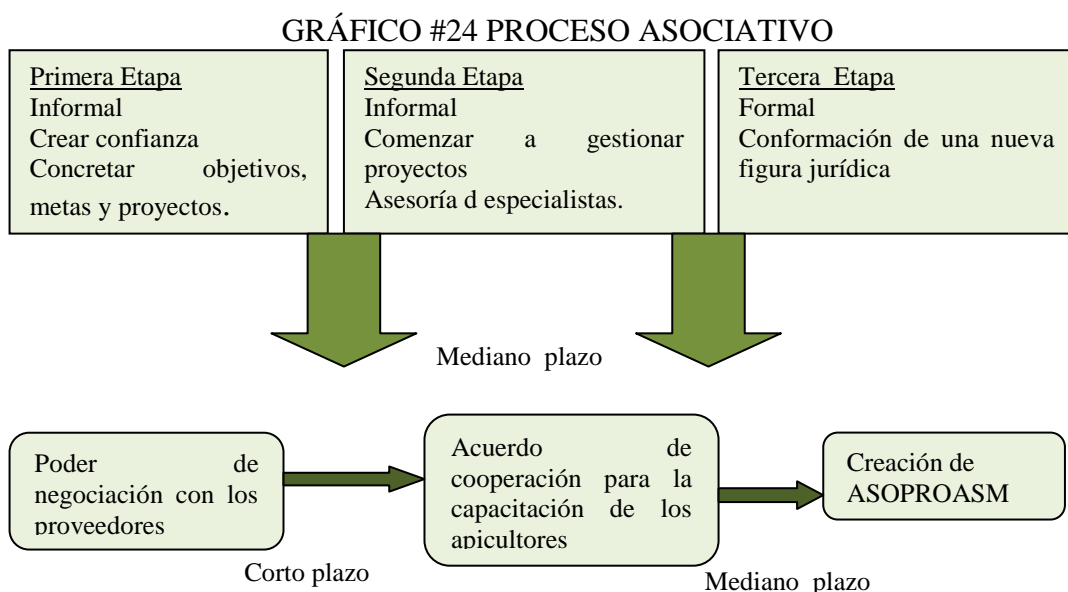 GRÁFICO #24 PROCESO ASOCIATIVO
Primera Etapa
Informal
Crear confianza
Concretar objetivos,
metas y proyectos.
Segunda Etapa
Informal
Comenzar a gestionar
proyectos
Asesoría d especialistas.
Tercera Etapa
Formal
Conformación de una nueva
figura jurídica
Mediano plazo
Poder de
negociación con los
proveedores
Acuerdo de
cooperación para la
capacitación de los
apicultores
Creación de
ASOPROASM
Corto plazo
Mediano plazo